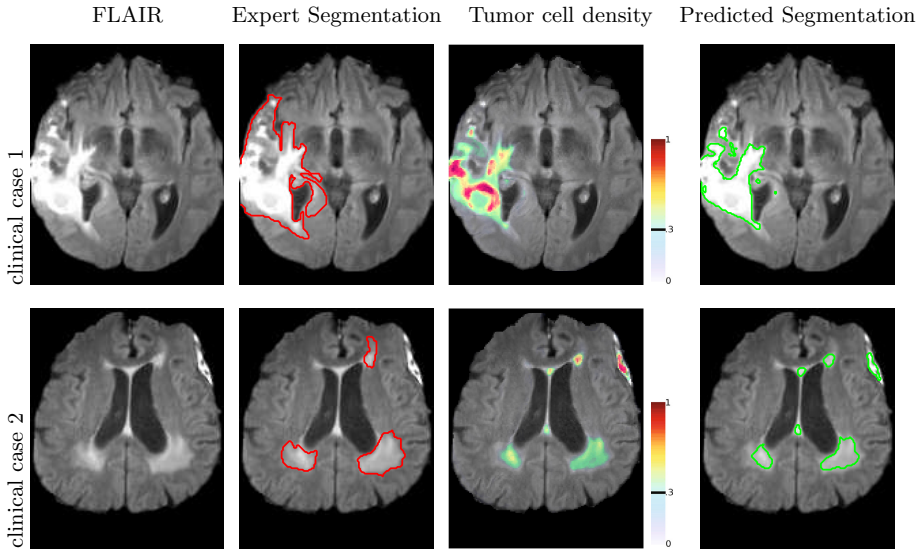 FLAIR
Expert Segmentation
Tumor cell density
Predicted Segmentation
clinical case 1
1
.3
0
clinical case 2
1
.3
0